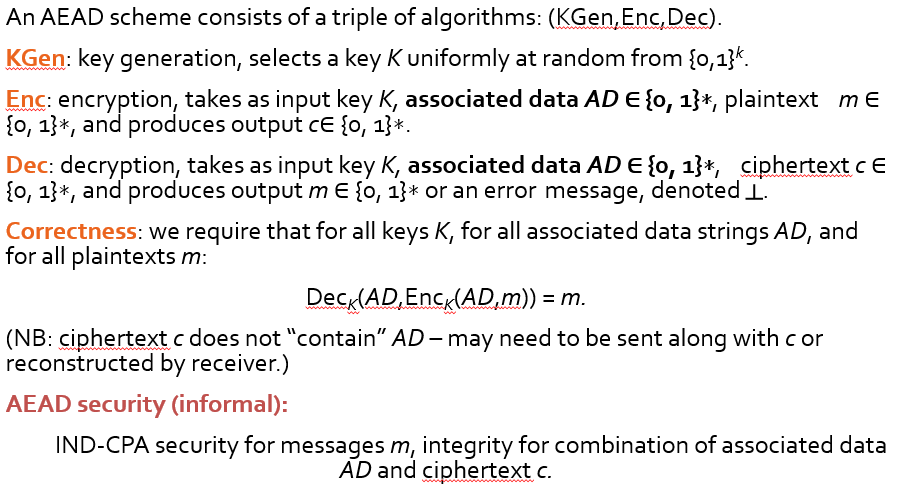 An AEAD scheme consists of a triple of algorithms: (KGen,Enc,Dec).
KGen: key generation, selects a key K uniformly at random from {0,1}^k.
Enc: encryption, takes as input key K, associated data AD ∈ {0, 1}*, plaintext m ∈
{0, 1}*, and produces output c∈ {0, 1}*.
Dec: decryption, takes as input key K, associated data AD ∈ {0, 1}*, ciphertext c ∈
{0, 1}*, and produces output m ∈ {0, 1}* or an error message, denoted ⊥.
Correctness: we require that for all keys K, for all associated data strings AD, and
for all plaintexts m:
Dec_K(AD,Enc_K(AD,m)) = m.
(NB: ciphertext c does not “contain” AD – may need to be sent along with c or
reconstructed by receiver.)
AEAD security (informal):
IND-CPA security for messages m, integrity for combination of associated data
AD and ciphertext c.